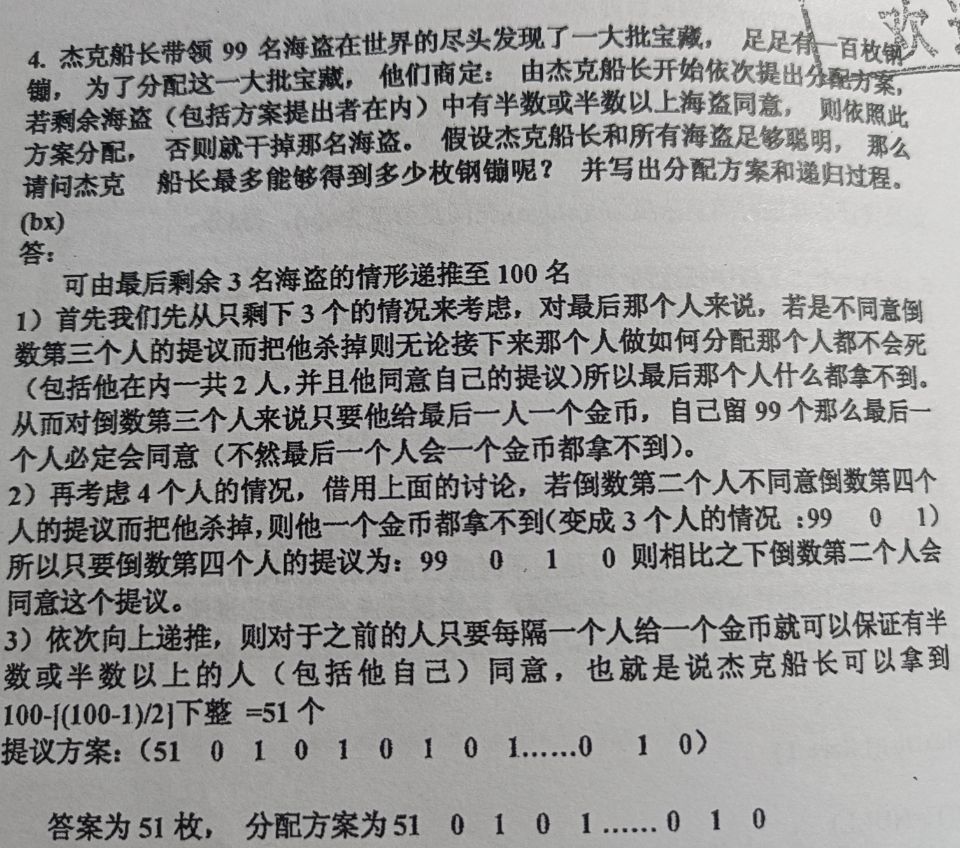 4. 杰克船长带领 99 名海盗在世界的尽头发现了一大批宝藏， 足足有一百枚钢
镚， 为了分配这一大批宝藏， 他们商定： 由杰克船长开始依次提出分配方案，
若剩余海盗（包括方案提出者在内）中有半数或半数以上海盗同意， 则依照此
方案分配， 否则就干掉那名海盗。 假设杰克船长和所有海盗足够聪明， 那么
请问杰克 船长最多能够得到多少枚钢镚呢？ 并写出分配方案和递归过程。
(bx)
答：
可由最后剩余 3 名海盗的情形递推至 100 名
1）首先我们先从只剩下 3 个的情况来考虑，对最后那个人来说，若是不同意倒
数第三个人的提议而把他杀掉则无论接下来那个人做如何分配那个人都不会死
（包括他在内一共 2 人,并且他同意自己的提议）所以最后那个人什么都拿不到。
从而对倒数第三个人来说只要他给最后一人一个金币，自己留 99 个那么最后一
个人必定会同意（不然最后一个人会一个金币都拿不到）。
2）再考虑 4 个人的情况，借用上面的讨论，若倒数第二个人不同意倒数第四个
人的提议而把他杀掉,则他一个金币都拿不到（变成 3 个人的情况 :99 0 1）
所以只要倒数第四个人的提议为：99 0 1 0 则相比之下倒数第二个人会
同意这个提议。
3）依次向上递推，则对于之前的人只要每隔一个人给一个金币就可以保证有半
数或半数以上的人（包括他自己）同意，也就是说杰克船长可以拿到
100-[(100-1)/2]下整 =51 个
提议方案：（51 0 1 0 1 0 1 0 1……0 1 0）
答案为 51 枚， 分配方案为 51 0 1 0 1 …… 0 1 0
欢